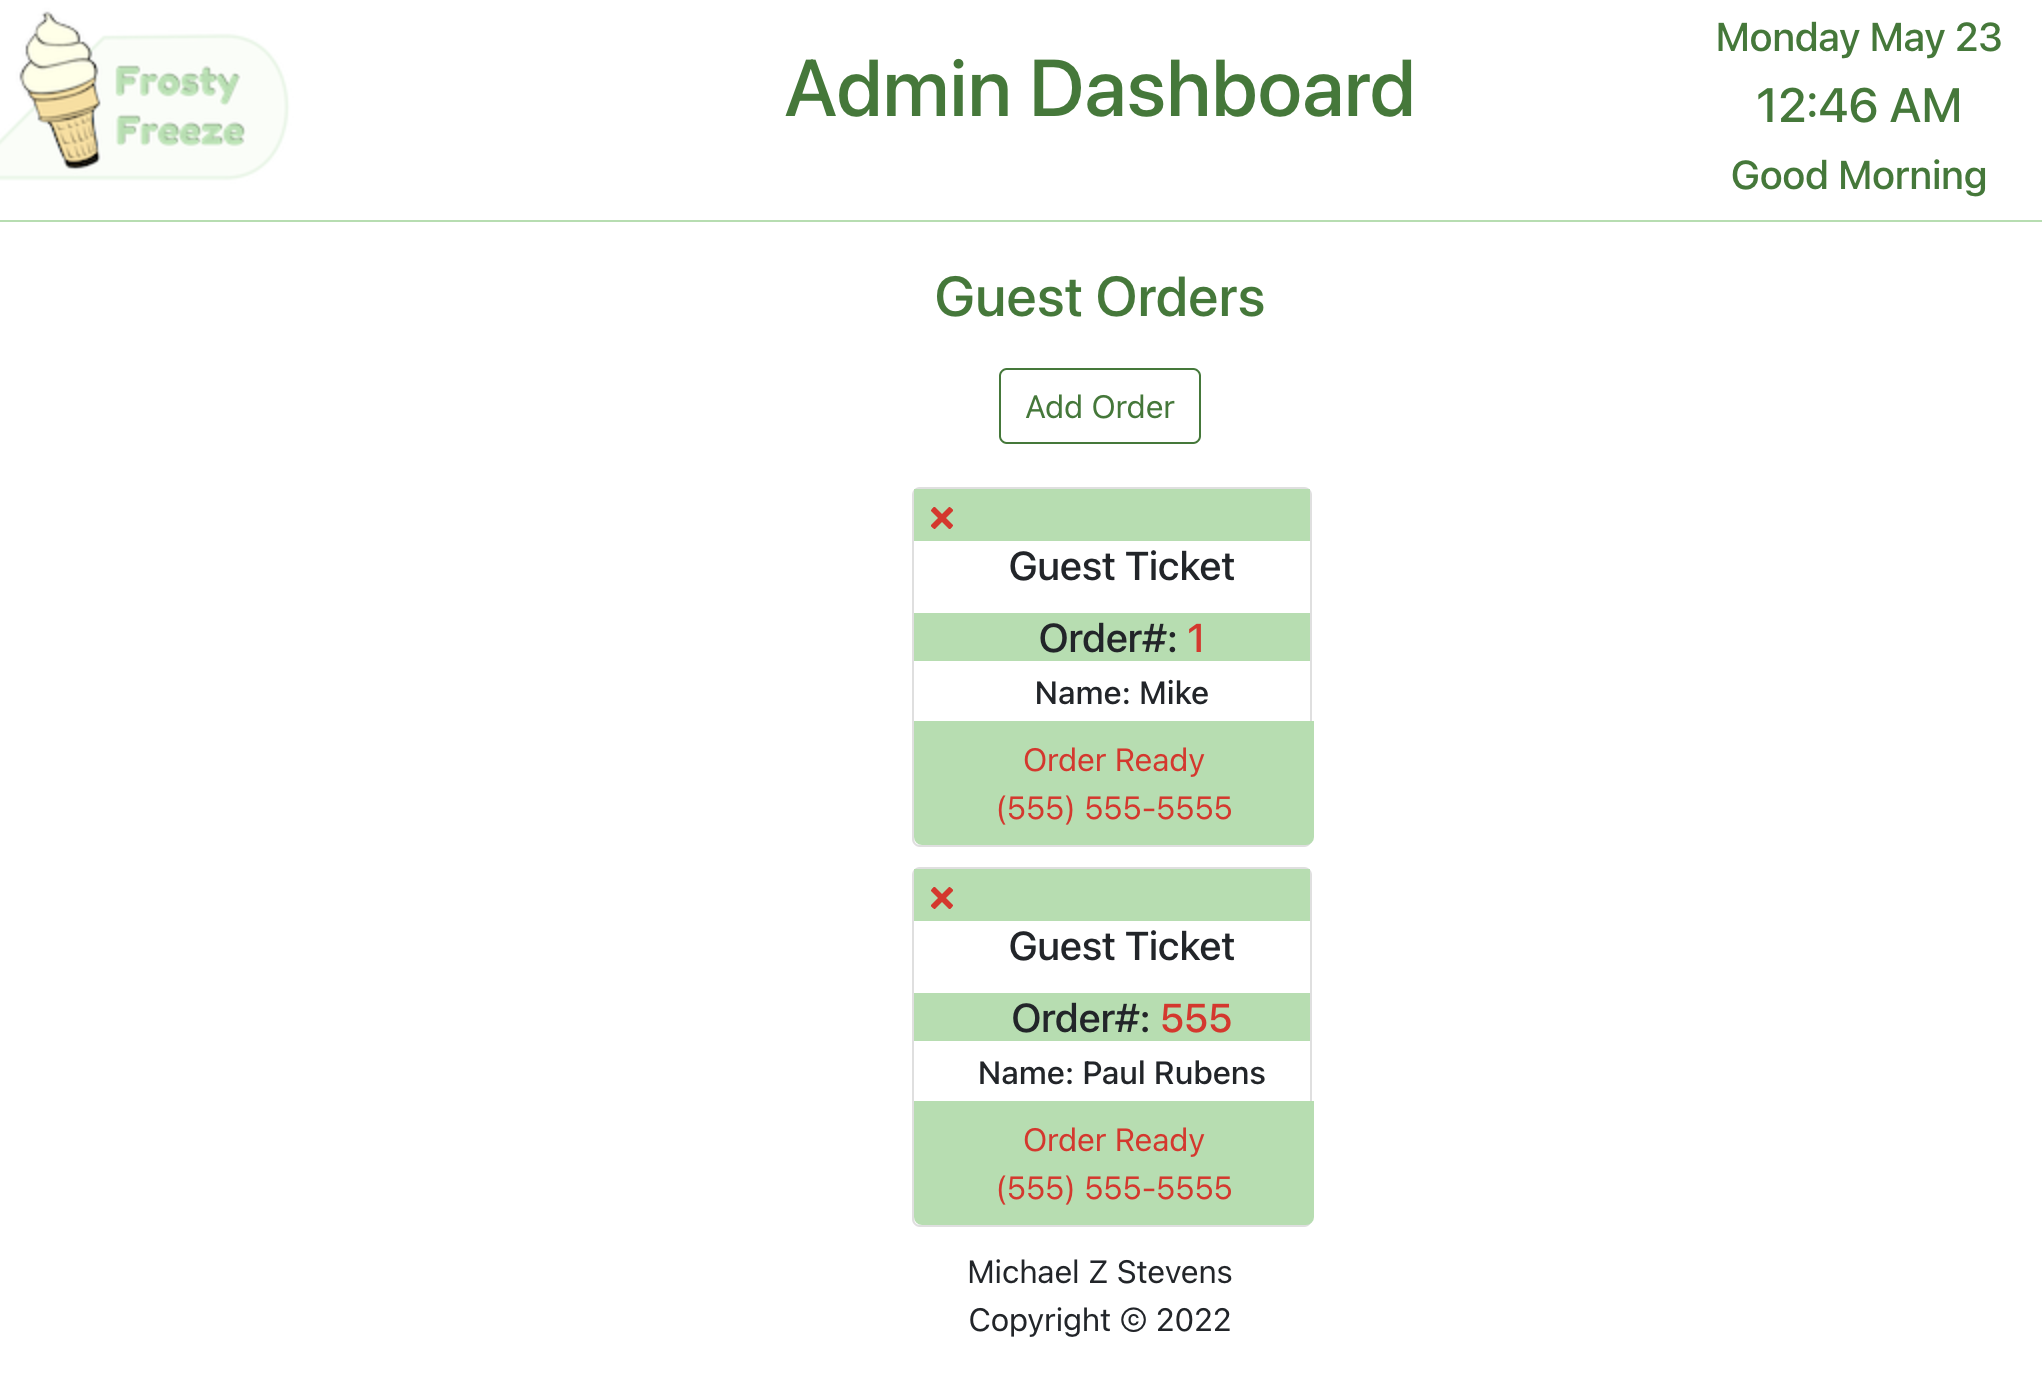 Frosty
Freeze
Admin Dashboard
Monday May 23
12:46 AM
Good Morning
Guest Orders
Add Order
Guest Ticket
Order#: 1
Name: Mike
Order Ready
(555) 555-5555
Guest Ticket
Order#: 555
Name: Paul Rubens
Order Ready
(555) 555-5555
Michael Z Stevens
Copyright © 2022